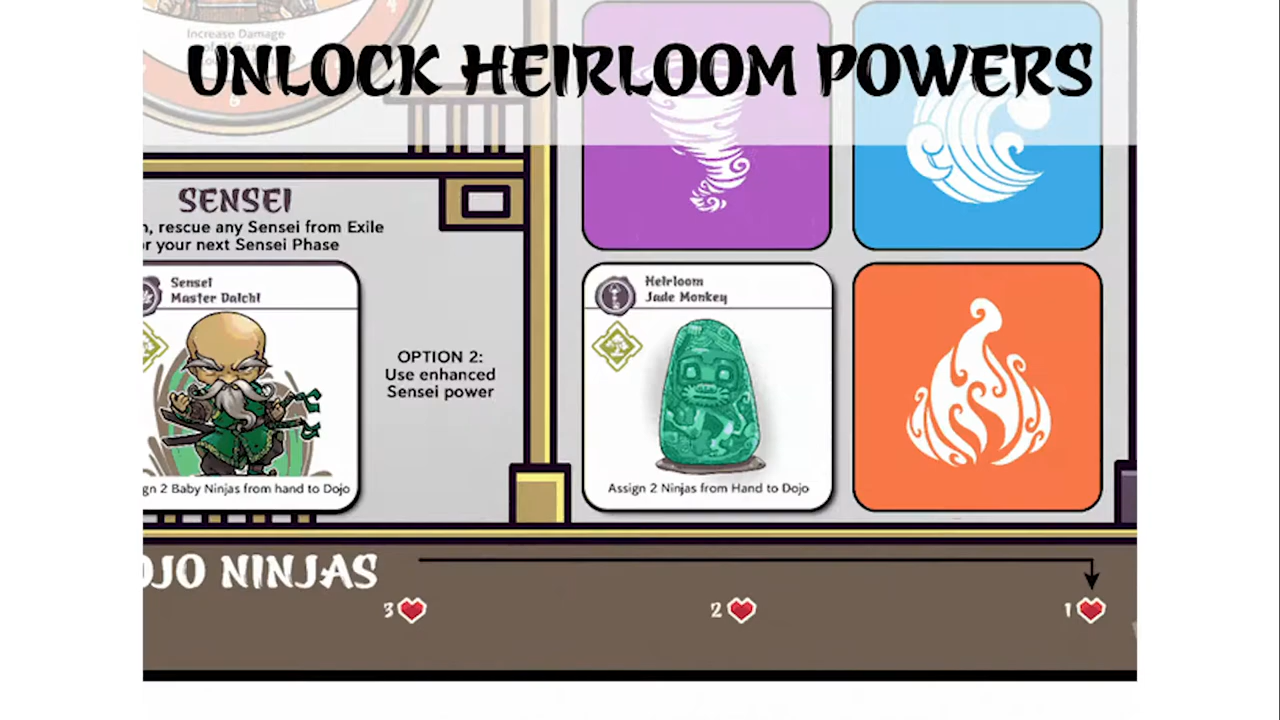 Increase Damage
UNLOCK HEIRLOOM POWERS
SENSEI
rescue any Sensei from Exile
your next Sensei Phase
Sensei
Master Daichi
OPTION 2:
Use enhanced
Sensei power
2 Baby Ninjas from hand to Dojo
Heirloom
Jade Monkey
Assign 2 Ninjas from Hand to Dojo
NINJAS
3
2
1